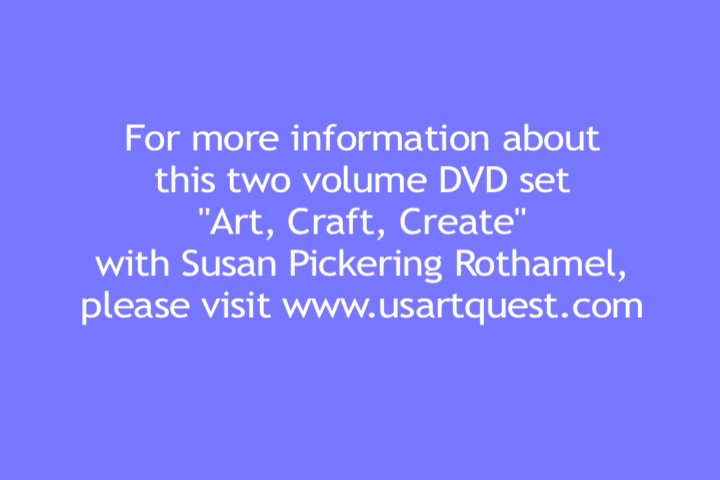 For more information about
this two volume DVD set
"Art, Craft, Create"
with Susan Pickering Rothamel,
please visit www.usartquest.com